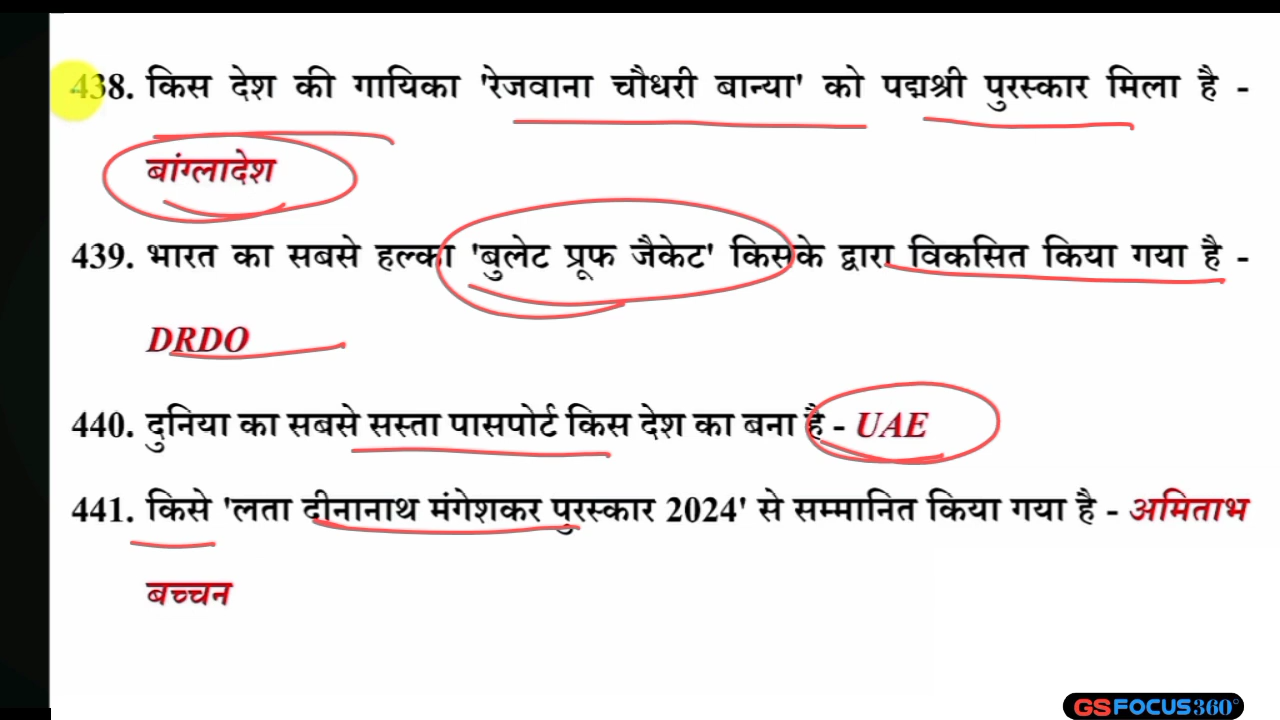 438. किस देश की गायिका 'रेजवाना चौधरी बान्या' को पद्मश्री पुरस्कार मिला है -
बांग्लादेश
439. भारत का सबसे हल्का 'बुलेट प्रूफ जैकेट' किसके द्वारा विकसित किया गया है -
DRDO
440. दुनिया का सबसे सस्ता पासपोर्ट किस देश का बना है - UAE
441. किसे 'लता दीनानाथ मंगेशकर पुरस्कार 2024' से सम्मानित किया गया है - अमिताभ
बच्चन
GSFOCUS360°